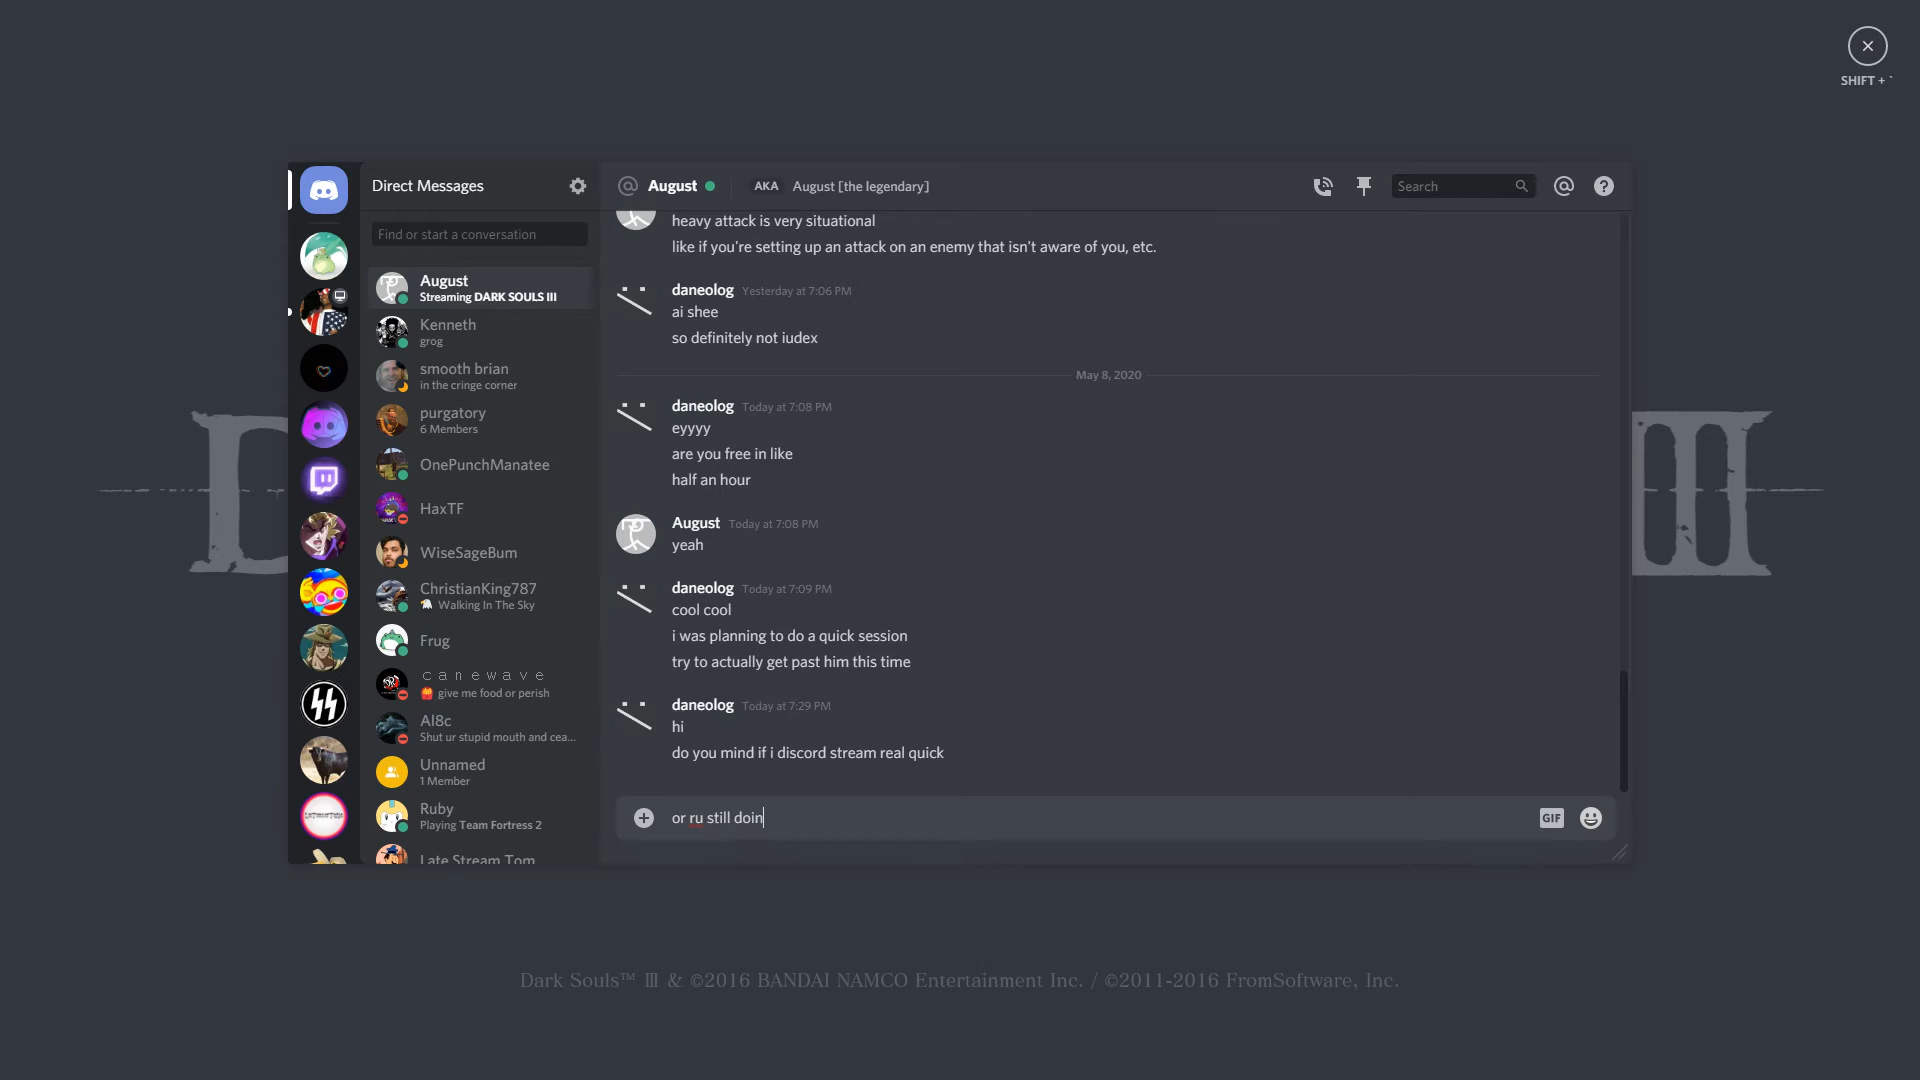 SHIFT + `
Direct Messages
Find or start a conversation
August
Streaming DARK SOULS III
Kenneth
grog
smooth brian
in the cringe corner
purgatory
6 Members
OnePunchManatee
HaxTF
WiseSageBum
ChristianKing787
Walking In The Sky
Frug
c a n e w a v e
give me food or perish
Al8c
Shut ur stupid mouth and cea...
Unnamed
1 Member
Ruby
Playing Team Fortress 2
Late Stream Tom
August
AKA August [the legendary]
Search
heavy attack is very situational
like if you're setting up an attack on an enemy that isn't aware of you, etc.
daneolog Yesterday at 7:06 PM
ai shee
so definitely not iudex
May 8, 2020
daneolog Today at 7:08 PM
eyyyy
are you free in like
half an hour
August Today at 7:08 PM
yeah
daneolog Today at 7:09 PM
cool cool
i was planning to do a quick session
try to actually get past him this time
daneolog Today at 7:29 PM
hi
do you mind if i discord stream real quick
or ru still doin
GIF
D
III
Dark Souls™ Ⅲ & ©2016 BANDAI NAMCO Entertainment Inc. / ©2011-2016 FromSoftware, Inc.